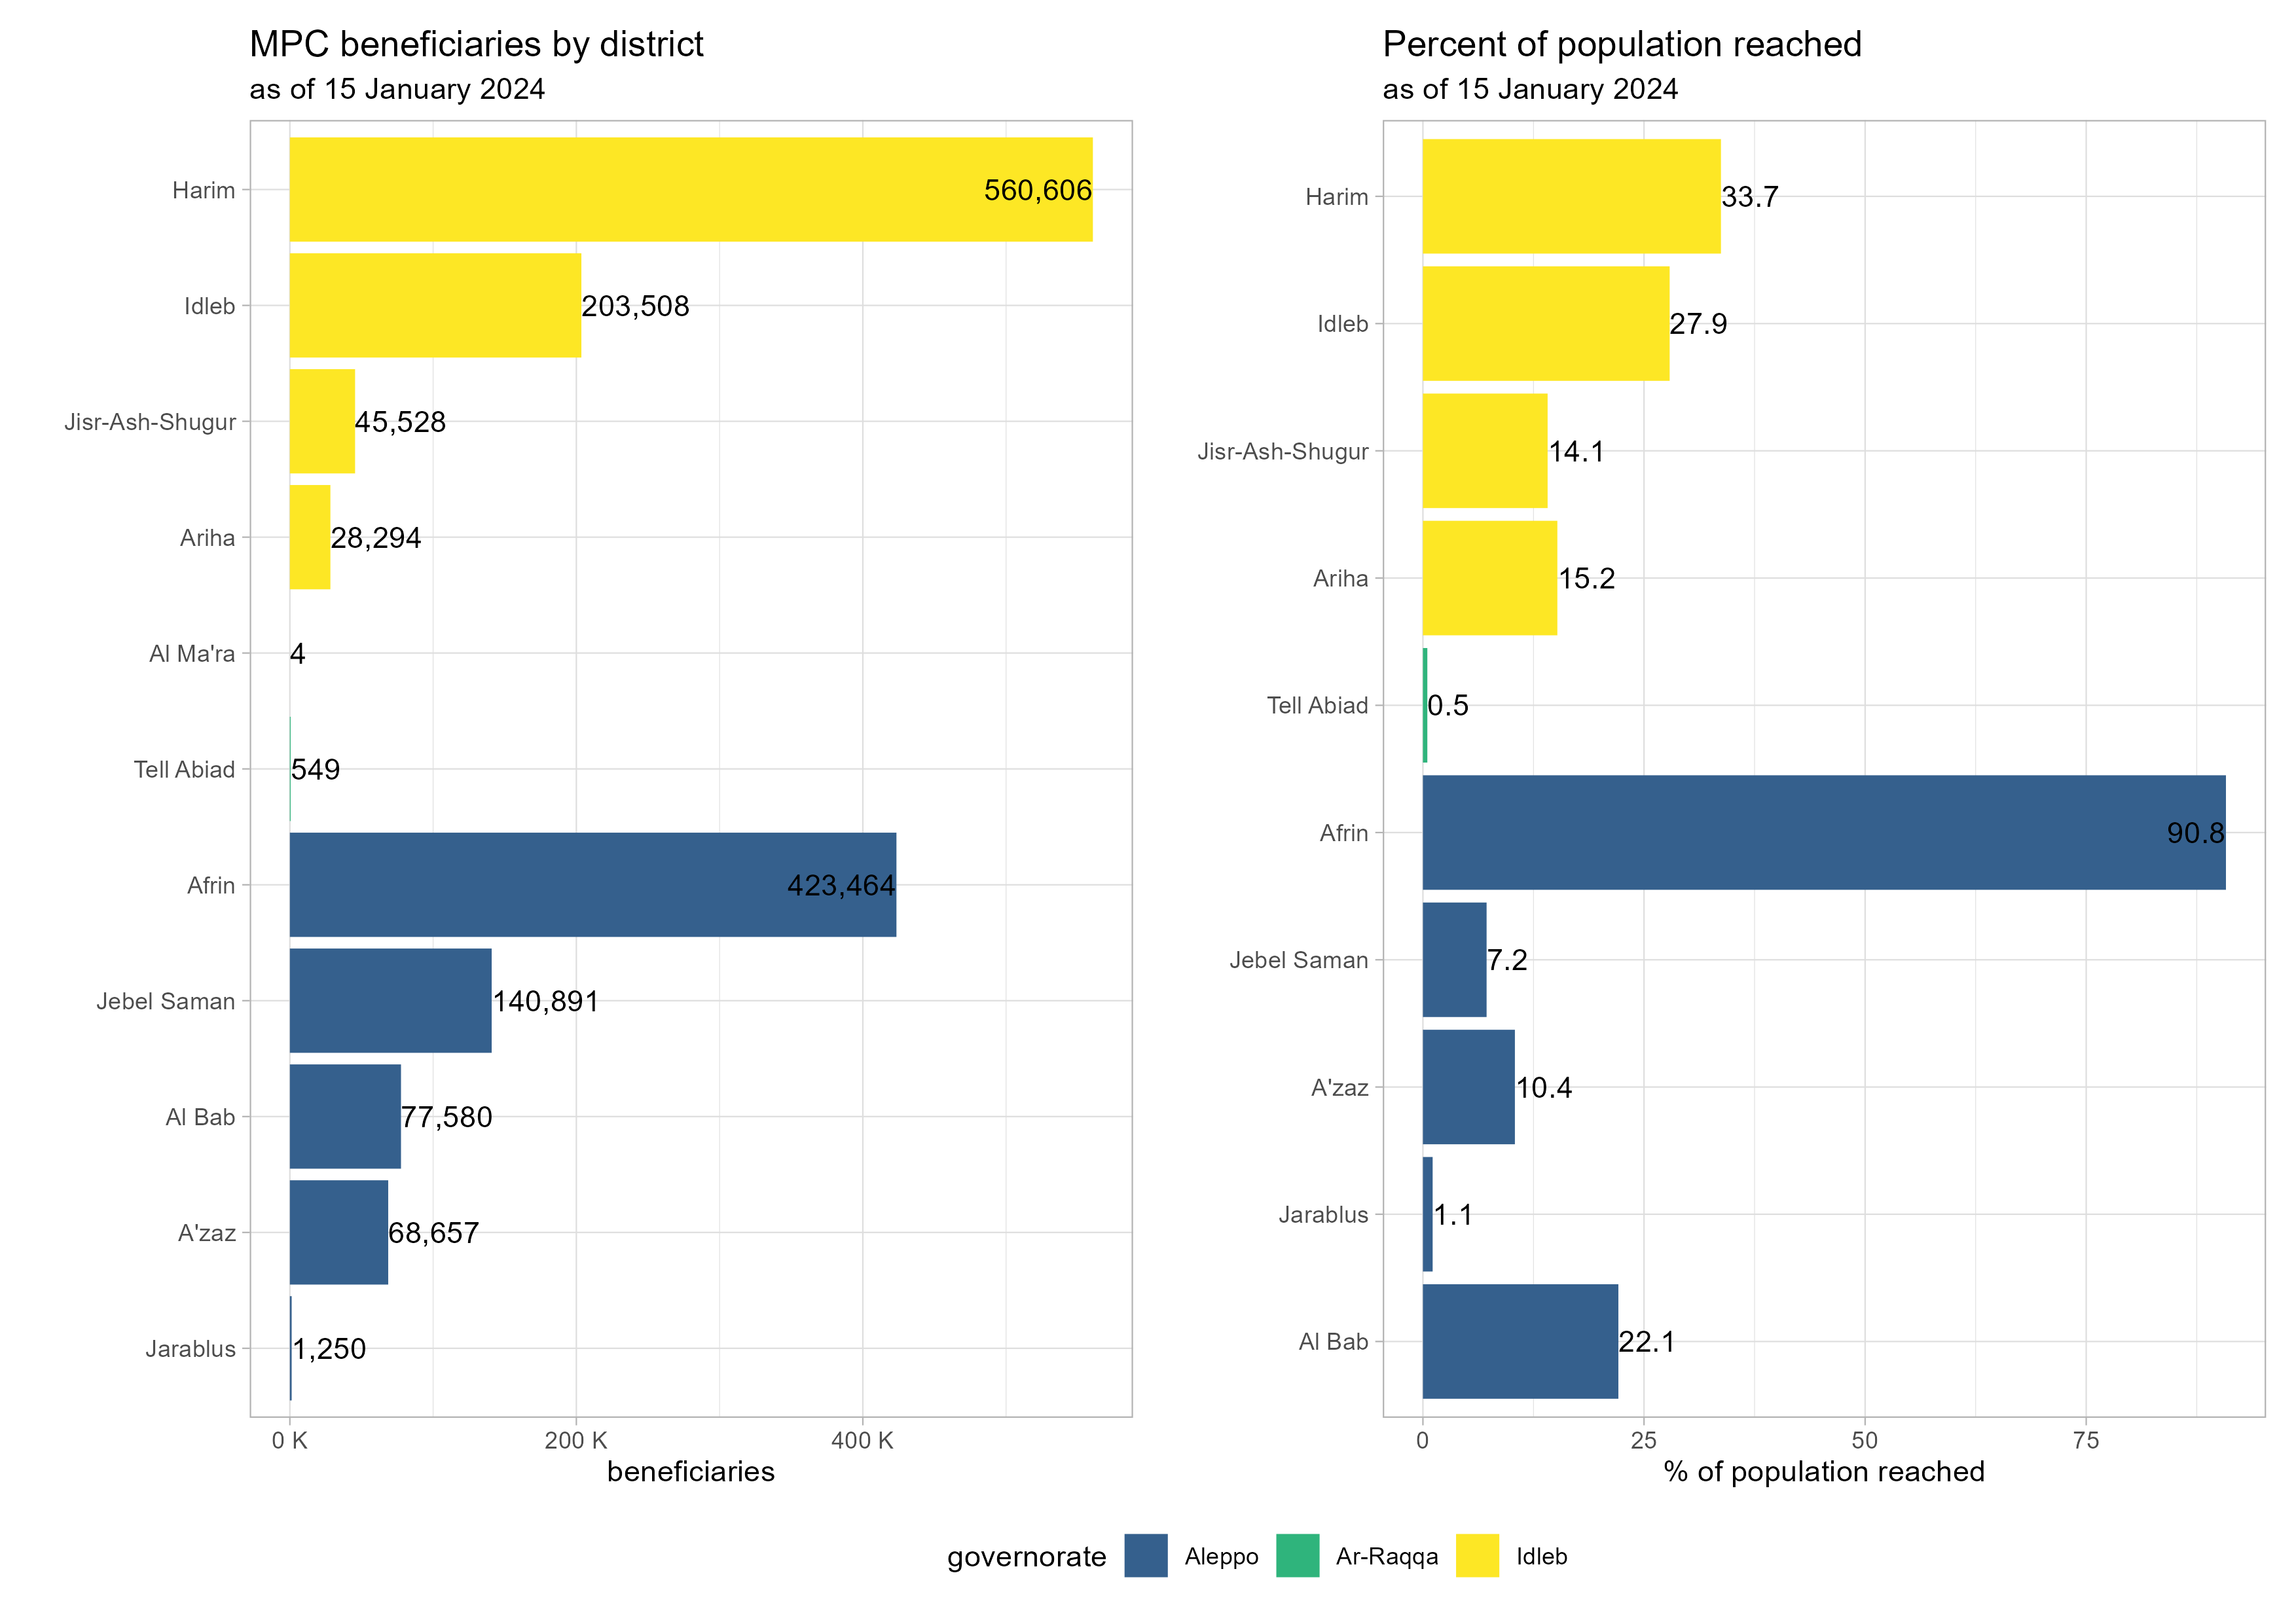 MPC beneficiaries by district
as of 15 January 2024
Harim 560,606
Idleb 203,508
Jisr-Ash-Shugur 45,528
Ariha 28,294
Al Ma'ra 4
Tell Abiad 549
Afrin 423,464
Jebel Saman 140,891
Al Bab 77,580
A'zaz 68,657
Jarablus 1,250
0 K 200 K 400 K
beneficiaries
Percent of population reached
as of 15 January 2024
Harim 33.7
Idleb 27.9
Jisr-Ash-Shugur 14.1
Ariha 15.2
Tell Abiad 0.5
Afrin 90.8
Jebel Saman 7.2
A'zaz 10.4
Jarablus 1.1
Al Bab 22.1
0 25 50 75
% of population reached
governorate Aleppo Ar-Raqqa Idleb